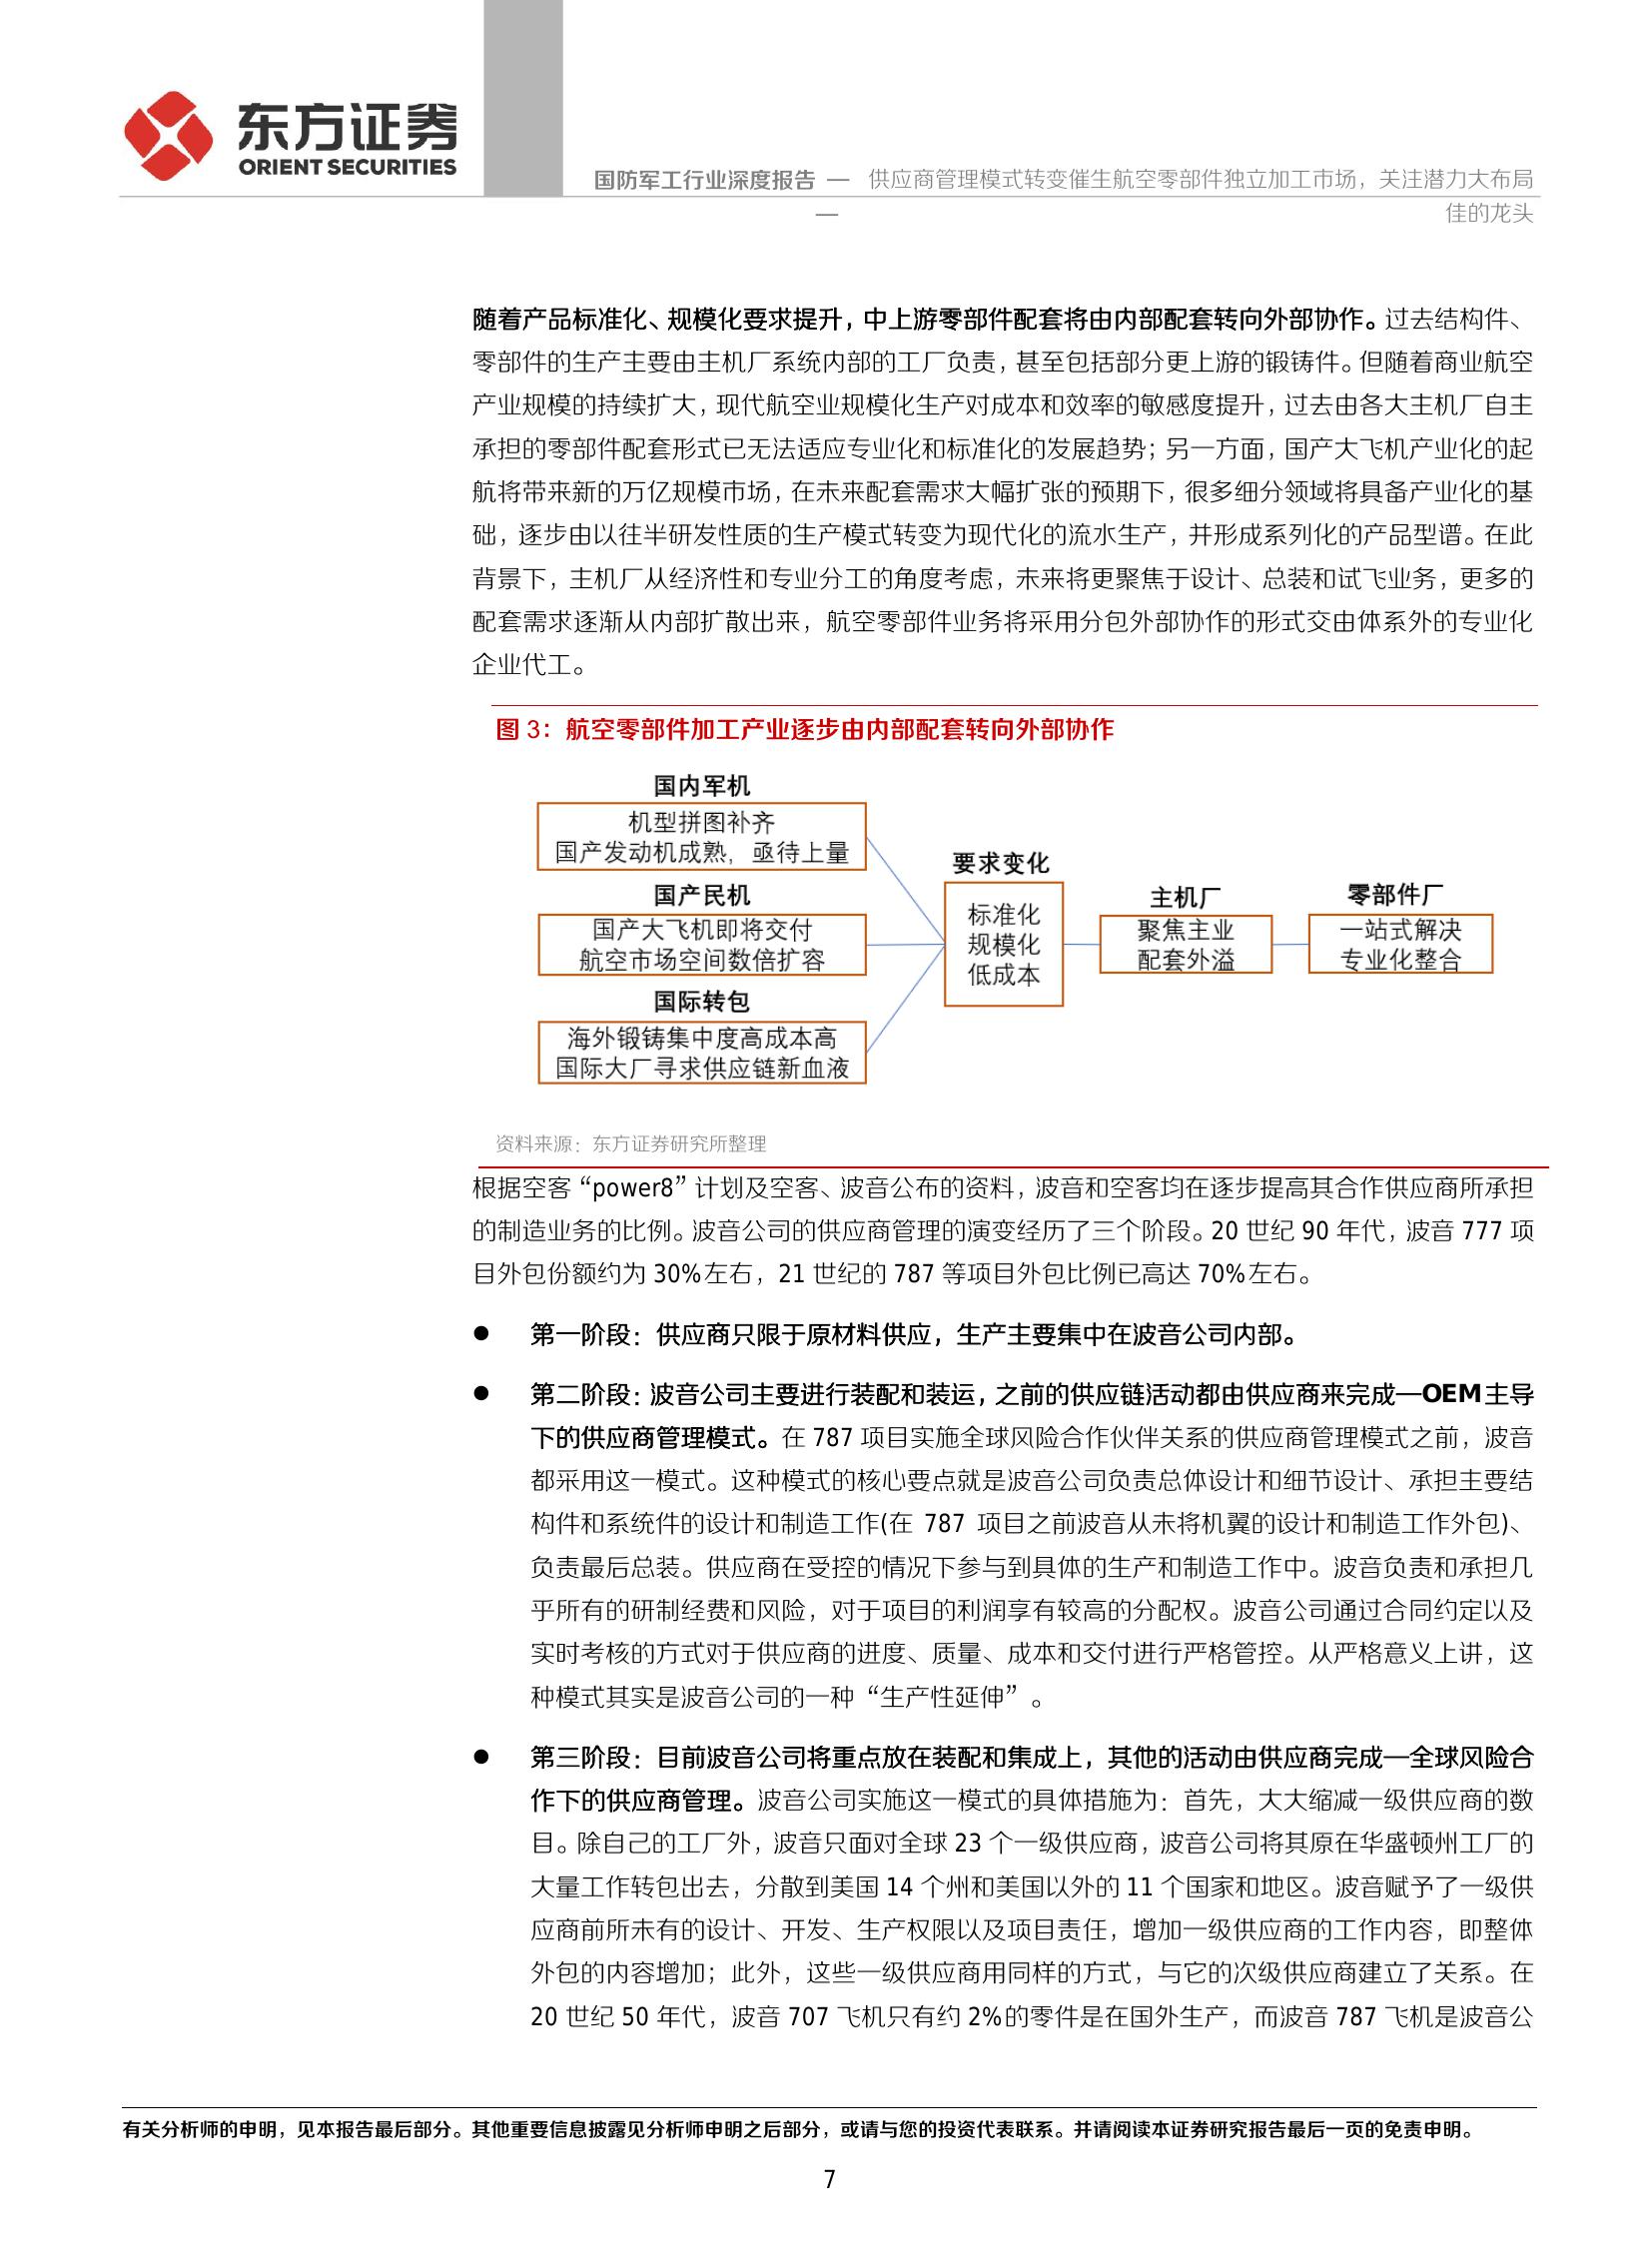 东方证券
ORIENT SECURITIES
国防军工行业深度报告 — 供应商管理模式转变催生航空零部件独立加工市场，关注潜力大布局
— 佳的龙头
随着产品标准化、规模化要求提升，中上游零部件配套将由内部配套转向外部协作。过去结构件、
零部件的生产主要由主机厂系统内部的工厂负责，甚至包括部分更上游的锻铸件。但随着商业航空
产业规模的持续扩大，现代航空业规模化生产对成本和效率的敏感度提升，过去由各大主机厂自主
承担的零部件配套形式已无法适应专业化和标准化的发展趋势；另一方面，国产大飞机产业化的起
航将带来新的万亿规模市场，在未来配套需求大幅扩张的预期下，很多细分领域将具备产业化的基
础，逐步由以往半研发性质的生产模式转变为现代化的流水生产，并形成系列化的产品型谱。在此
背景下，主机厂从经济性和专业分工的角度考虑，未来将更聚焦于设计、总装和试飞业务，更多的
配套需求逐渐从内部扩散出来，航空零部件业务将采用分包外部协作的形式交由体系外的专业化
企业代工。
图 3：航空零部件加工产业逐步由内部配套转向外部协作
国内军机
机型拼图补齐
国产发动机成熟，亟待上量
国产民机
国产大飞机即将交付
航空市场空间数倍扩容
国际转包
海外锻铸集中度高成本高
国际大厂寻求供应链新血液
要求变化
标准化
规模化
低成本
主机厂
聚焦主业
配套外溢
零部件厂
一站式解决
专业化整合
资料来源：东方证券研究所整理
根据空客“power8”计划及空客、波音公布的资料，波音和空客均在逐步提高其合作供应商所承担
的制造业务的比例。波音公司的供应商管理的演变经历了三个阶段。20 世纪 90 年代，波音 777 项
目外包份额约为 30%左右，21 世纪的 787 等项目外包比例已高达 70%左右。
● 第一阶段：供应商只限于原材料供应，生产主要集中在波音公司内部。
● 第二阶段：波音公司主要进行装配和装运，之前的供应链活动都由供应商来完成—OEM 主导
下的供应商管理模式。在 787 项目实施全球风险合作伙伴关系的供应商管理模式之前，波音
都采用这一模式。这种模式的核心要点就是波音公司负责总体设计和细节设计、承担主要结
构件和系统件的设计和制造工作(在 787 项目之前波音从未将机翼的设计和制造工作外包)、
负责最后总装。供应商在受控的情况下参与到具体的生产和制造工作中。波音负责和承担几
乎所有的研制经费和风险，对于项目的利润享有较高的分配权。波音公司通过合同约定以及
实时考核的方式对于供应商的进度、质量、成本和交付进行严格管控。从严格意义上讲，这
种模式其实是波音公司的一种“生产性延伸”。
● 第三阶段：目前波音公司将重点放在装配和集成上，其他的活动由供应商完成—全球风险合
作下的供应商管理。波音公司实施这一模式的具体措施为：首先，大大缩减一级供应商的数
目。除自己的工厂外，波音只面对全球 23 个一级供应商，波音公司将其原在华盛顿州工厂的
大量工作转包出去，分散到美国 14 个州和美国以外的 11 个国家和地区。波音赋予了一级供
应商前所未有的设计、开发、生产权限以及项目责任，增加一级供应商的工作内容，即整体
外包的内容增加；此外，这些一级供应商用同样的方式，与它的次级供应商建立了关系。在
20 世纪 50 年代，波音 707 飞机只有约 2%的零件是在国外生产，而波音 787 飞机是波音公
有关分析师的申明，见本报告最后部分。其他重要信息披露见分析师申明之后部分，或请与您的投资代表联系。并请阅读本证券研究报告最后一页的免责申明。
7